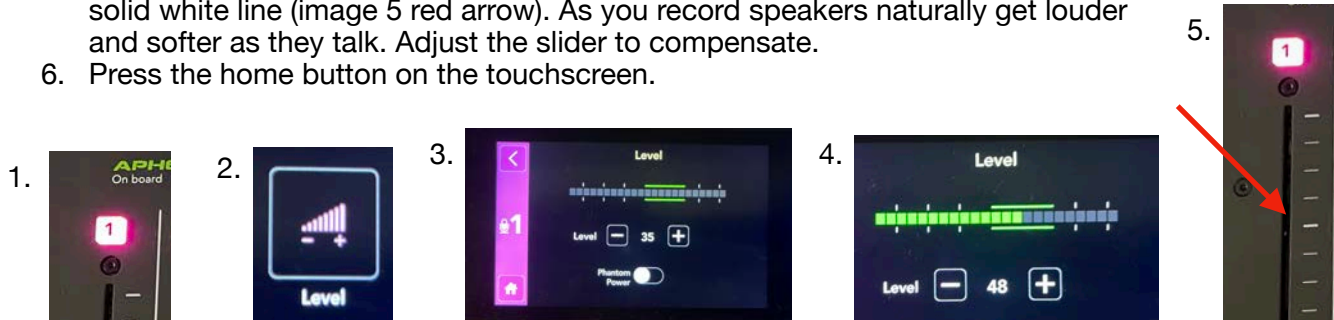 solid white line (image 5 red arrow). As you record speakers naturally get louder
and softer as they talk. Adjust the slider to compensate.
6. Press the home button on the touchscreen.
1.
On board
1
2.
Level
3.
Level
1
Level 35
Phantom
Power
4.
Level
Level 48
5.
1